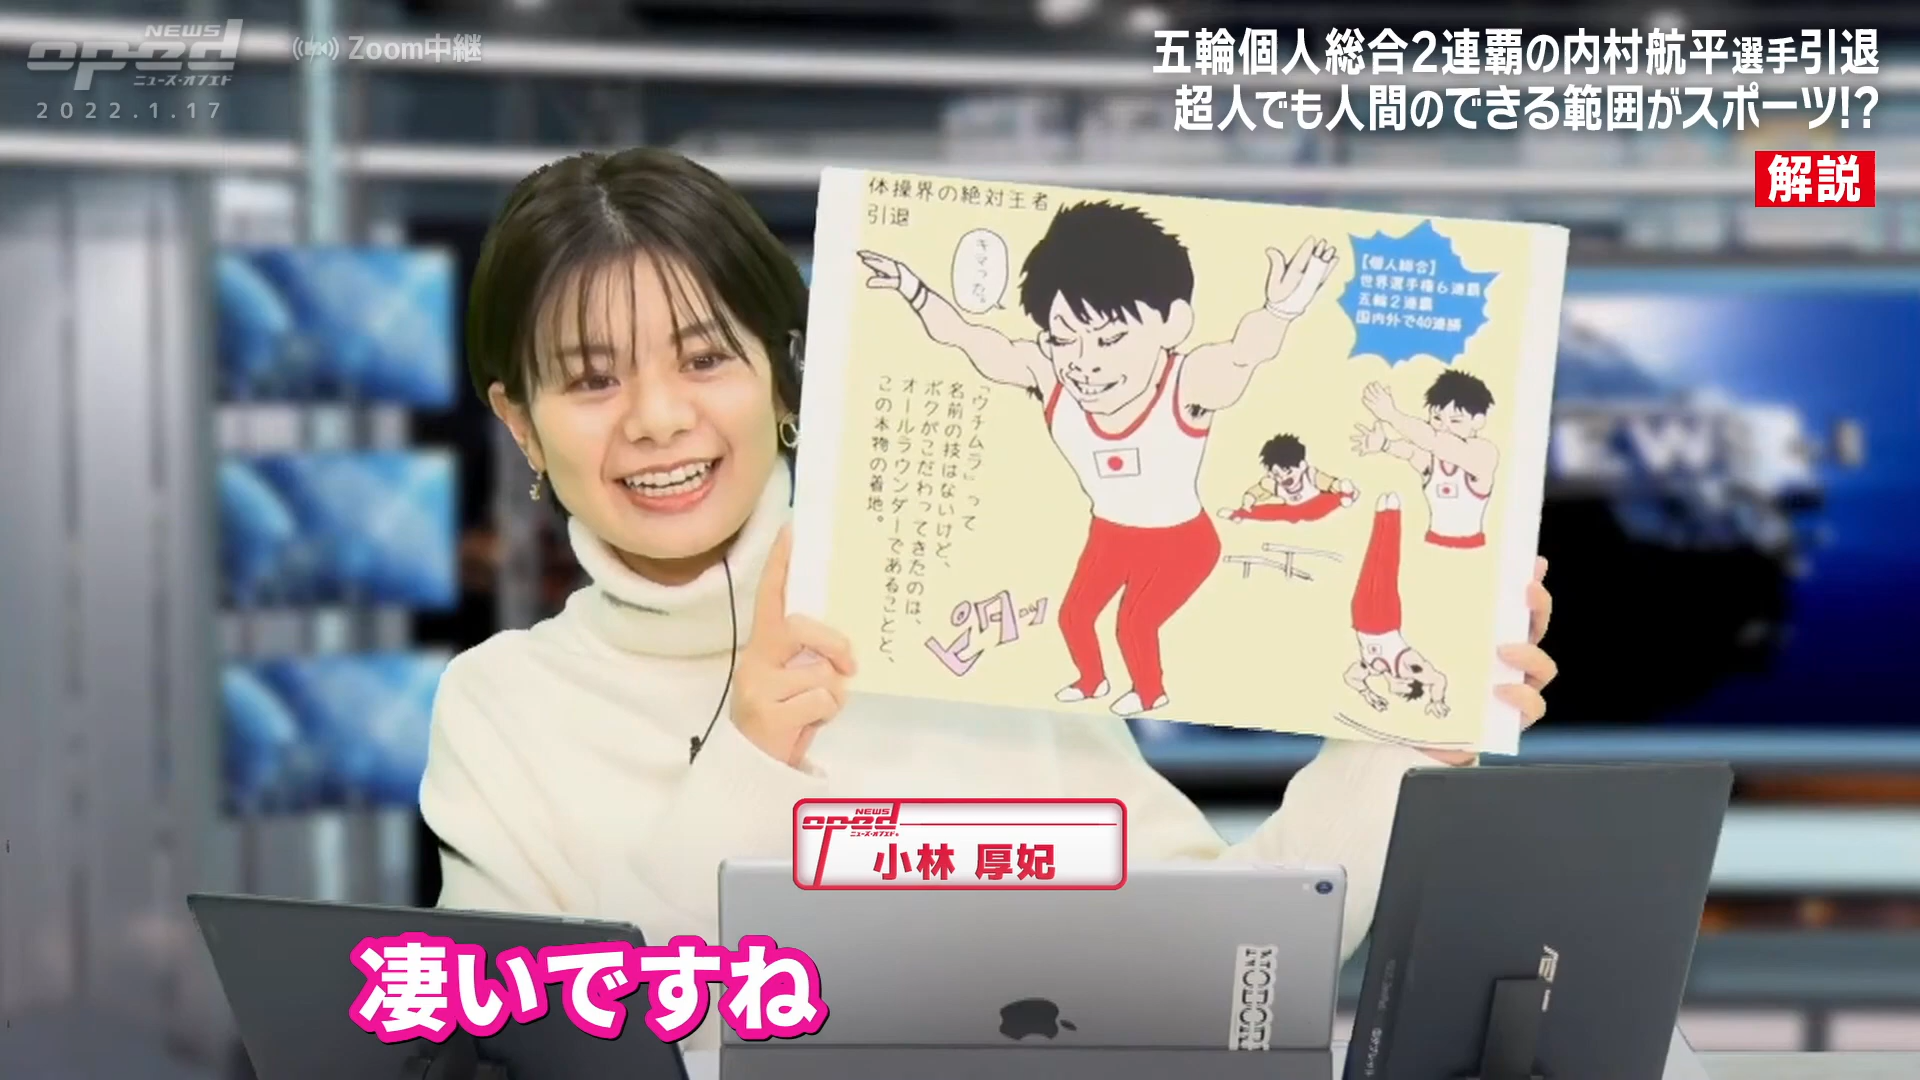 NEWS
oped
ニューズ・オプエド
2022.1.17
Zoom中継
五輪個人総合2連覇の内村航平選手引退
超人でも人間のできる範囲がスポーツ!?
解説
体操界の絶対王者
引退
キマった。
【個人総合】
世界選手権6連覇
五輪2連覇
国内外で40連勝
「ウチムラ」って
名前の技はないけど、
ボクがこだわってきたのは、
オールラウンダーであることと、
この本物の着地。
ピタッ
NEWS
oped
ニューズ・オプエド
小林 厚妃
凄いですね